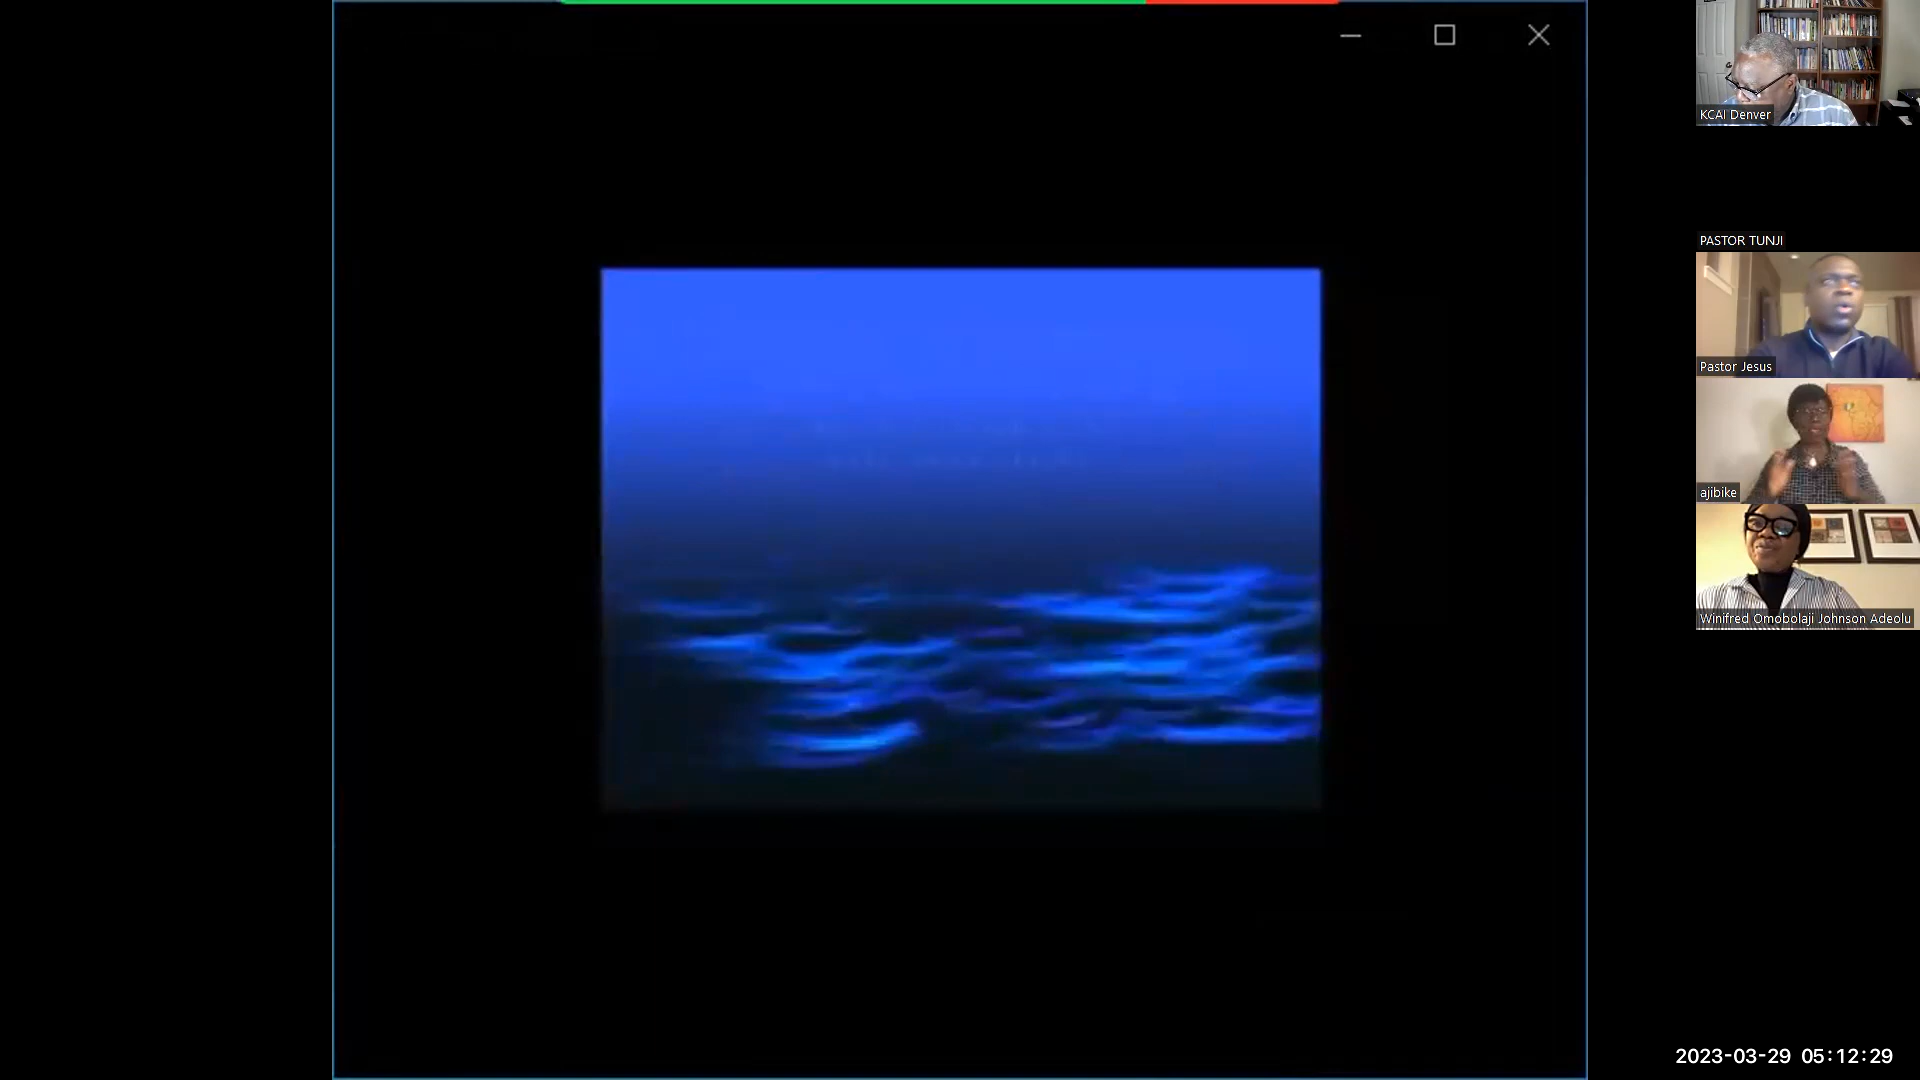 KCAI Denver
PASTOR TUNJI
Pastor Jesus
ajibike
Winifred Omobolaji Johnson Adeolu
2023-03-29 05:12:29